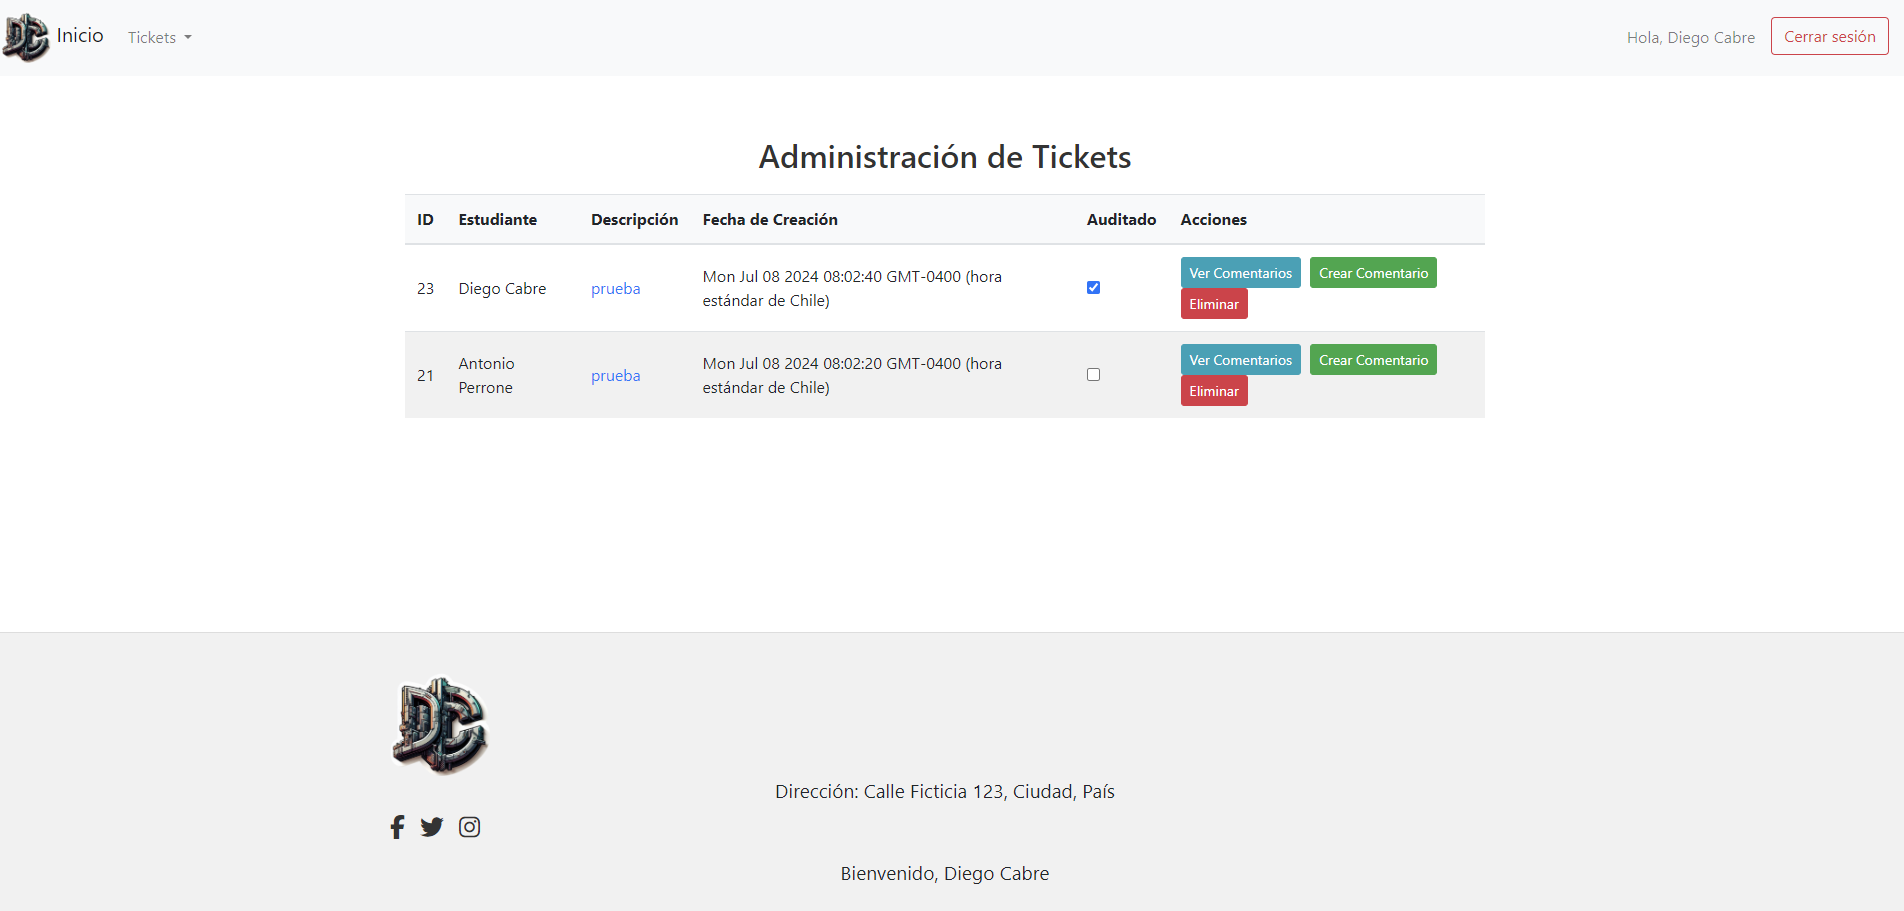 DC Inicio Tickets Hola, Diego Cabre Cerrar sesión
Administración de Tickets
ID Estudiante Descripción Fecha de Creación Auditado Acciones
23 Diego Cabre prueba Mon Jul 08 2024 08:02:40 GMT-0400 (hora
estándar de Chile)
Ver Comentarios Crear Comentario
Eliminar
21 Antonio
Perrone
prueba Mon Jul 08 2024 08:02:20 GMT-0400 (hora
estándar de Chile)
Ver Comentarios Crear Comentario
Eliminar
DC
Dirección: Calle Ficticia 123, Ciudad, País
Bienvenido, Diego Cabre